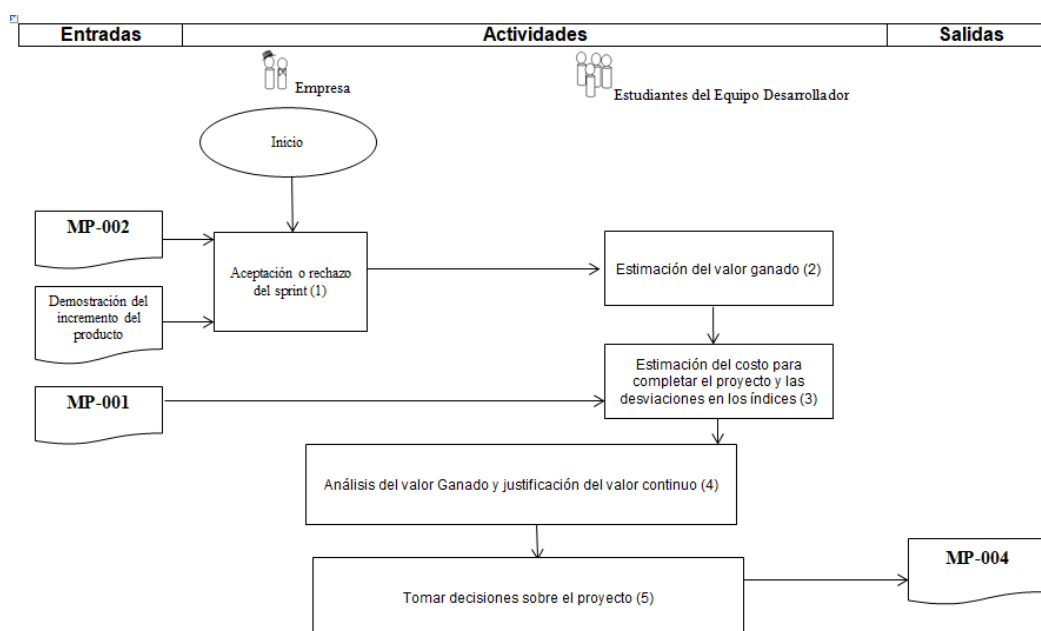 Entradas
Actividades
Salidas
Empresa
Estudiantes del Equipo Desarrollador
Inicio
MP-002
Aceptación o rechazo
del sprint (1)
Estimación del valor ganado (2)
Demostración del
incremento del
producto
Estimación del costo para
completar el proyecto y las
desviaciones en los índices (3)
MP-001
Análisis del valor Ganado y justificación del valor continuo (4)
MP-004
Tomar decisiones sobre el proyecto (5)